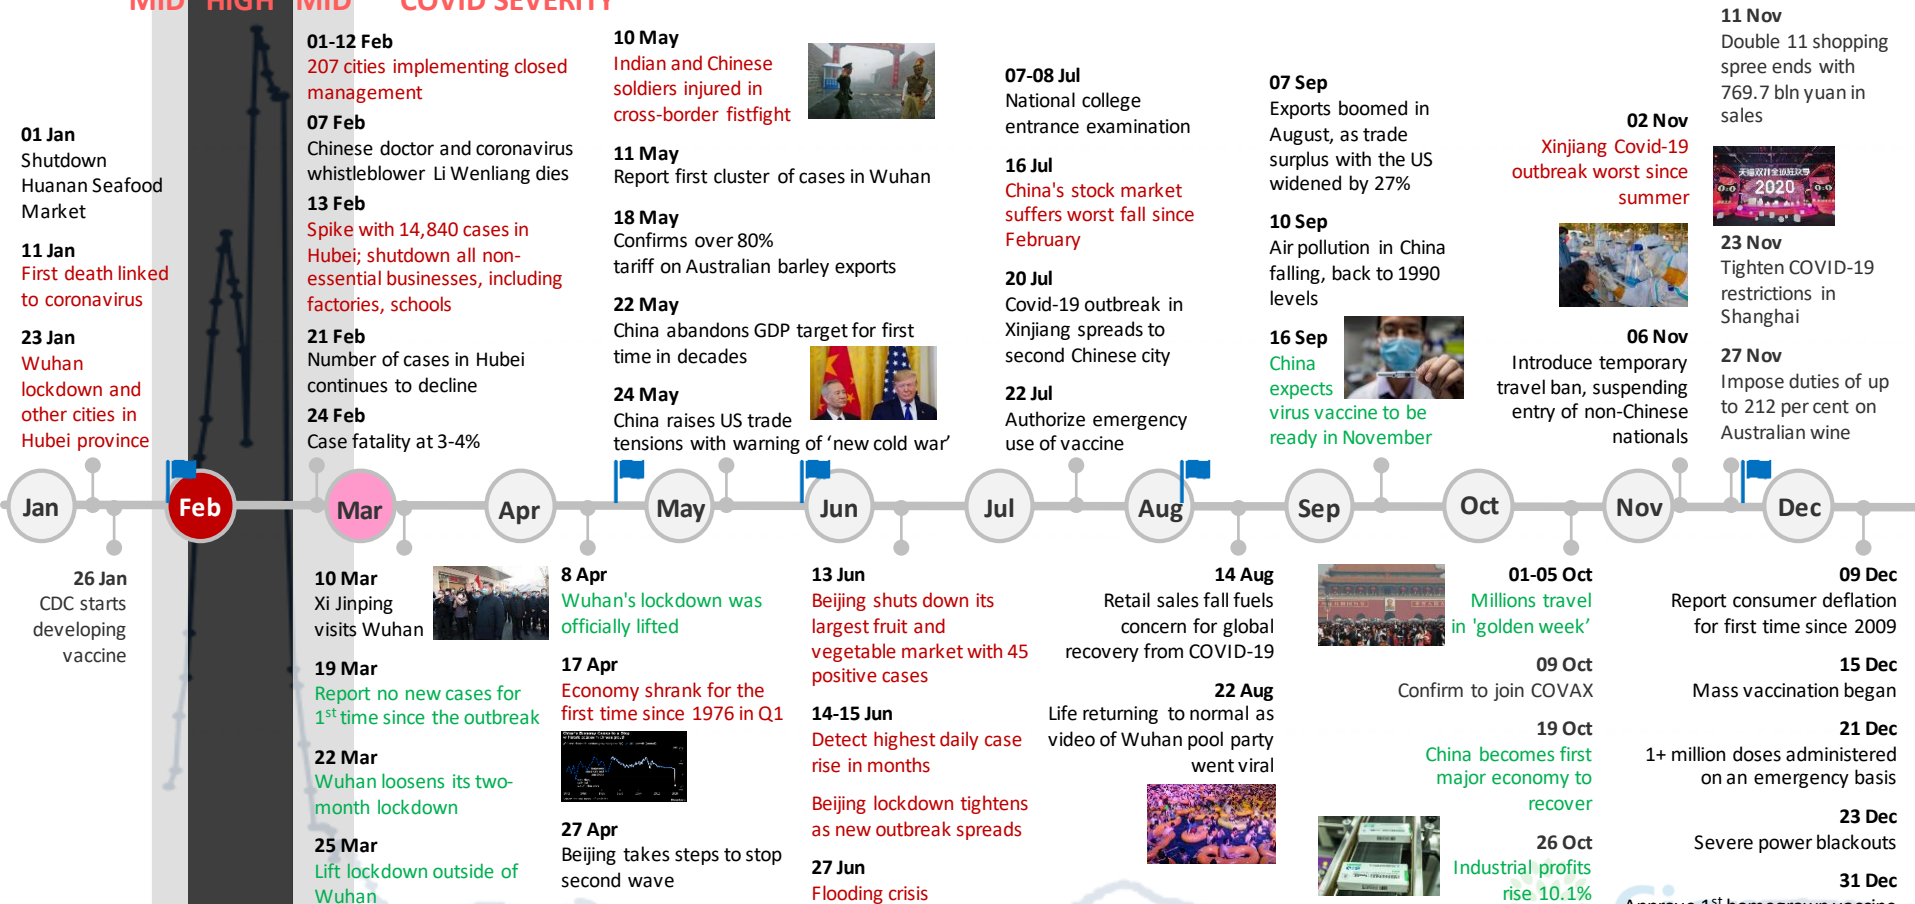 MID HIGH MID COVID SEVERITY
01 Jan
Shutdown
Huanan Seafood
Market
11 Jan
First death linked
to coronavirus
23 Jan
Wuhan
lockdown and
other cities in
Hubei province
01-12 Feb
207 cities implementing closed
management
07 Feb
Chinese doctor and coronavirus
whistleblower Li Wenliang dies
13 Feb
Spike with 14,840 cases in
Hubei; shutdown all non-
essential businesses, including
factories, schools
21 Feb
Number of cases in Hubei
continues to decline
24 Feb
Case fatality at 3-4%
10 May
Indian and Chinese
soldiers injured in
cross-border fistfight
11 May
Report first cluster of cases in Wuhan
18 May
Confirms over 80%
tariff on Australian barley exports
22 May
China abandons GDP target for first
time in decades
24 May
China raises US trade
tensions with warning of ‘new cold war’
07-08 Jul
National college
entrance examination
16 Jul
China's stock market
suffers worst fall since
February
20 Jul
Covid-19 outbreak in
Xinjiang spreads to
second Chinese city
22 Jul
Authorize emergency
use of vaccine
07 Sep
Exports boomed in
August, as trade
surplus with the US
widened by 27%
10 Sep
Air pollution in China
falling, back to 1990
levels
16 Sep
China
expects
virus vaccine to be
ready in November
02 Nov
Xinjiang Covid-19
outbreak worst since
summer
06 Nov
Introduce temporary
travel ban, suspending
entry of non-Chinese
nationals
11 Nov
Double 11 shopping
spree ends with
769.7 bln yuan in
sales
2020
23 Nov
Tighten COVID-19
restrictions in
Shanghai
27 Nov
Impose duties of up
to 212 per cent on
Australian wine
Jan Feb Mar Apr May Jun Jul Aug Sep Oct Nov Dec
26 Jan
CDC starts
developing
vaccine
10 Mar
Xi Jinping
visits Wuhan
19 Mar
Report no new cases for
1st time since the outbreak
22 Mar
Wuhan loosens its two-
month lockdown
25 Mar
Lift lockdown outside of
Wuhan
8 Apr
Wuhan's lockdown was
officially lifted
17 Apr
Economy shrank for the
first time since 1976 in Q1
27 Apr
Beijing takes steps to stop
second wave
13 Jun
Beijing shuts down its
largest fruit and
vegetable market with 45
positive cases
14-15 Jun
Detect highest daily case
rise in months
Beijing lockdown tightens
as new outbreak spreads
27 Jun
Flooding crisis
14 Aug
Retail sales fall fuels
concern for global
recovery from COVID-19
22 Aug
Life returning to normal as
video of Wuhan pool party
went viral
01-05 Oct
Millions travel
in 'golden week’
09 Oct
Confirm to join COVAX
19 Oct
China becomes first
major economy to
recover
26 Oct
Industrial profits
rise 10.1%
09 Dec
Report consumer deflation
for first time since 2009
15 Dec
Mass vaccination began
21 Dec
1+ million doses administered
on an emergency basis
23 Dec
Severe power blackouts
31 Dec
Approve 1st homegrown vaccine